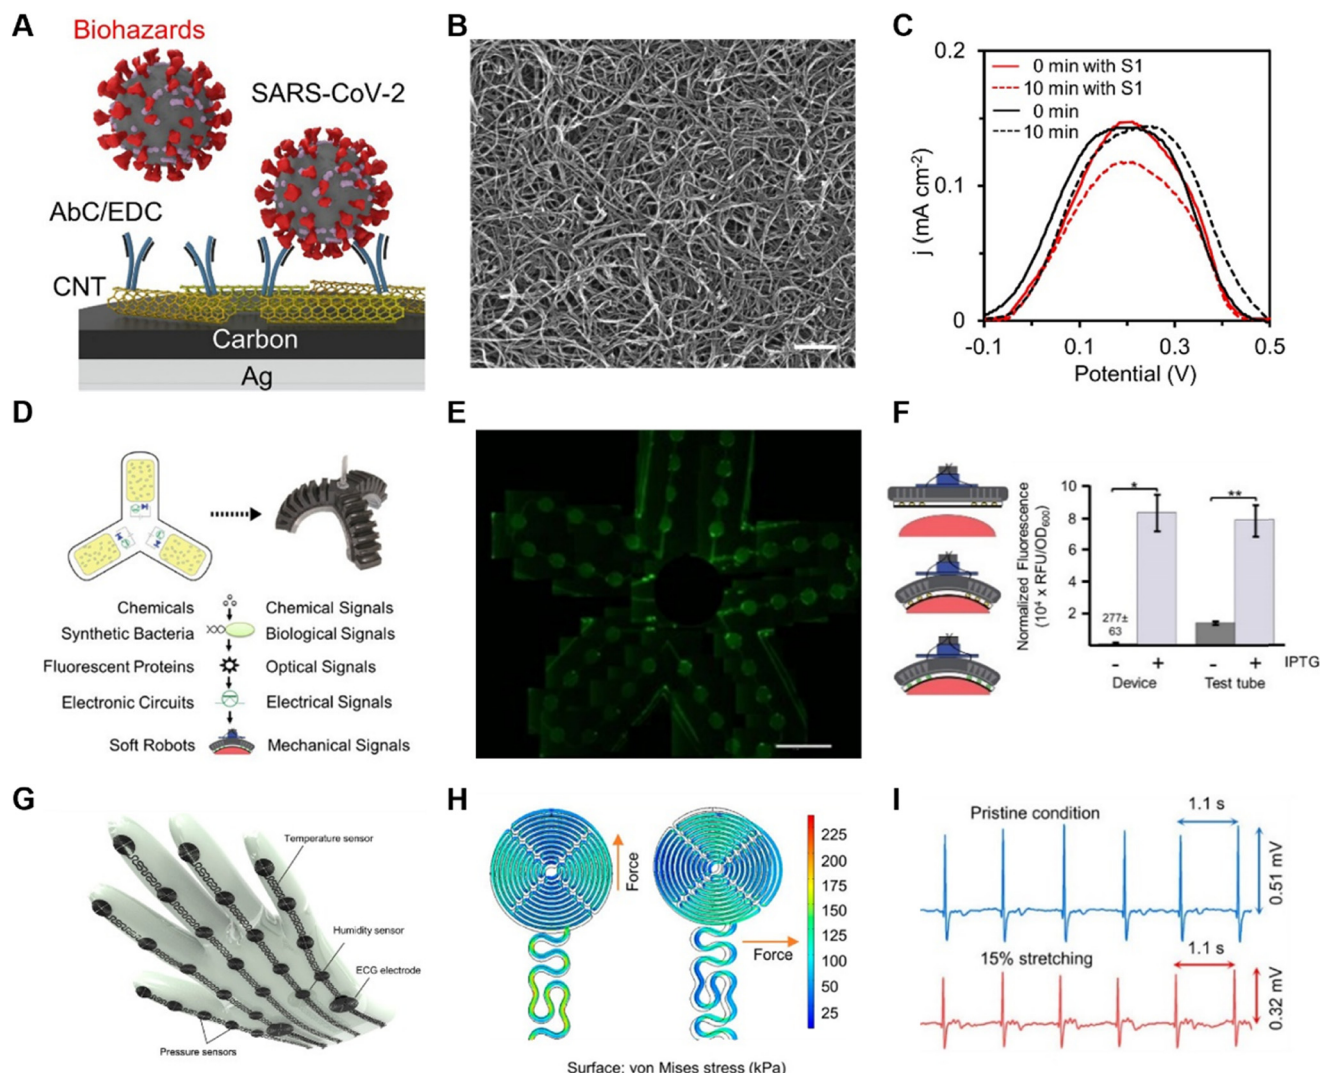 A
Biohazards
SARS-CoV-2
AbC/EDC
CNT
Carbon
Ag
B
C
0.2
0.1
0
j (mA cm⁻²)
0 min with S1
10 min with S1
0 min
10 min
-0.1 0.1 0.3 0.5
Potential (V)
D
Chemicals Chemical Signals
Synthetic Bacteria Biological Signals
Fluorescent Proteins Optical Signals
Electronic Circuits Electrical Signals
Soft Robots Mechanical Signals
E
F
Normalized Fluorescence
(10⁴ x RFU/OD₆₀₀)
10
8
6
4
2
277±
63
*
**
- + - + IPTG
Device Test tube
G
Temperature sensor
Humidity sensor
ECG electrode
Pressure sensors
H
Force
Force
225
200
175
150
125
100
75
50
25
Surface: von Mises stress (kPa)
I
Pristine condition
1.1 s
0.51 mV
15% stretching
1.1 s
0.32 mV